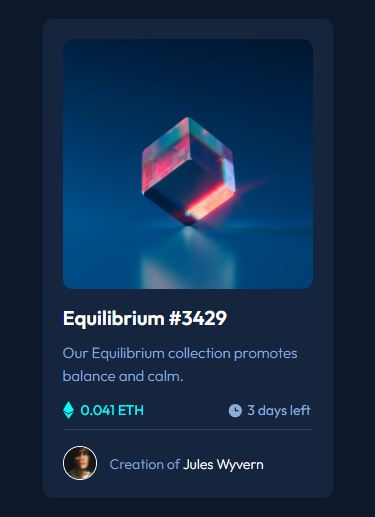 Equilibrium #3429
Our Equilibrium collection promotes
balance and calm.
0.041 ETH 3 days left
Creation of Jules Wyvern